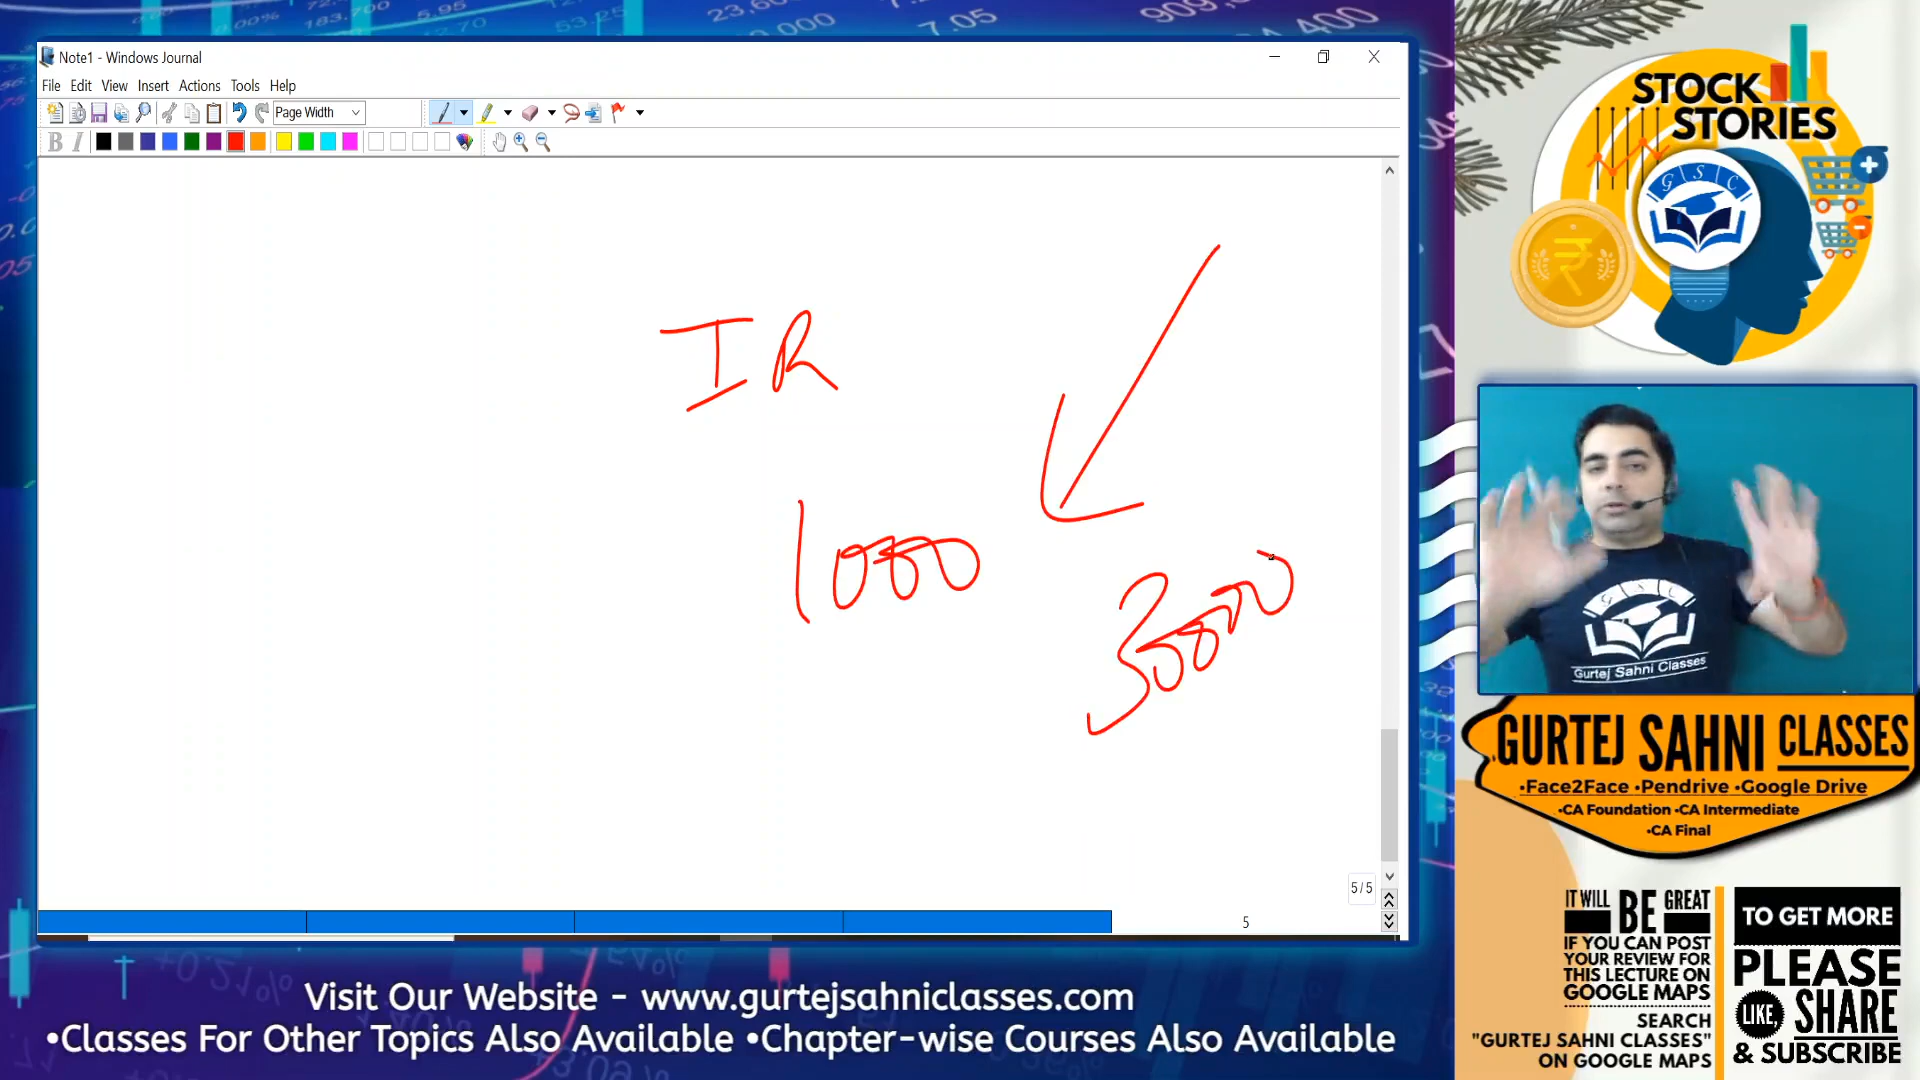 Note1 - Windows Journal
File Edit View Insert Actions Tools Help
Page Width
B I
IR
1000
5/5
5
STOCK
STORIES
G S C
₹
G S C
Gurtej Sahni Classes
GURTEJ SAHNI CLASSES
•Face2Face •Pendrive •Google Drive
•CA Foundation •CA Intermediate
•CA Final
IT WILL BE GREAT
IF YOU CAN POST
YOUR REVIEW FOR
THIS LECTURE ON
GOOGLE MAPS
SEARCH
"GURTEJ SAHNI CLASSES"
ON GOOGLE MAPS
TO GET MORE
PLEASE
LIKE, SHARE
& SUBSCRIBE
Visit Our Website - www.gurtejsahniclasses.com
•Classes For Other Topics Also Available •Chapter-wise Courses Also Available